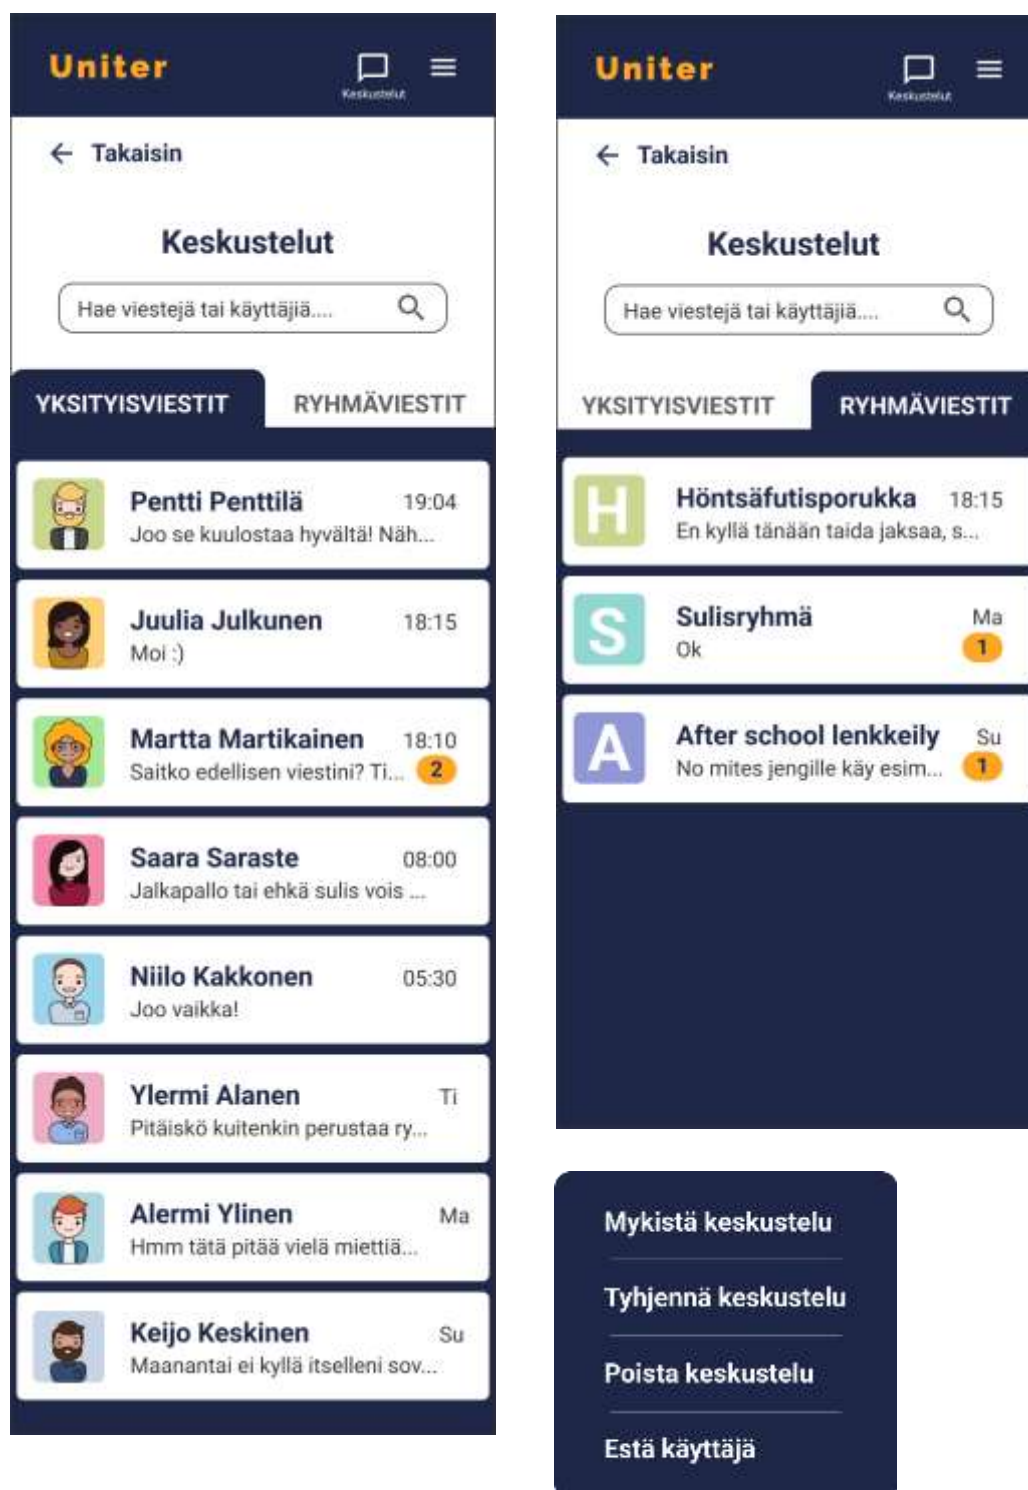 Uniter
Keskustelut
Takaisin
Keskustelut
Hae viestejä tai käyttäjiä....
YKSITYISVIESTIT RYHMÄVIESTIT
Pentti Penttilä 19:04
Joo se kuulostaa hyvältä! Näh...
Juulia Julkunen 18:15
Moi :)
Martta Martikainen 18:10
Saitko edellisen viestini? Ti... 2
Saara Saraste 08:00
Jalkapallo tai ehkä sulis vois ...
Niilo Kakkonen 05:30
Joo vaikka!
Ylermi Alanen Ti
Pitäiskö kuitenkin perustaa ry...
Alermi Ylinen Ma
Hmm tätä pitää vielä miettiä...
Keijo Keskinen Su
Maanantai ei kyllä itselleni sov...
Uniter
Keskustelut
Takaisin
Keskustelut
Hae viestejä tai käyttäjiä....
YKSITYISVIESTIT RYHMÄVIESTIT
H
Höntsäfutisporukka 18:15
En kyllä tänään taida jaksaa, s...
S
Sulisryhmä Ma
Ok 1
A
After school lenkkeily Su
No mites jengille käy esim... 1
Mykistä keskustelu
Tyhjennä keskustelu
Poista keskustelu
Estä käyttäjä